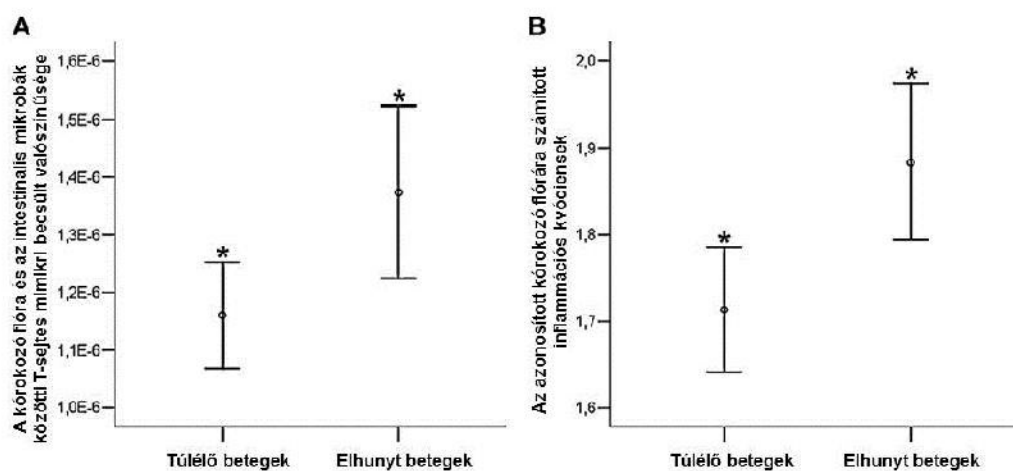 A
A kórokozó flóra és az intestinalis mikrobák
közötti T-sejtes mimikri becsült valószínűsége
1,6E-6
1,5E-6
1,4E-6
1,3E-6
1,2E-6
1,1E-6
1,0E-6
*
*
Túlélő betegek
Elhunyt betegek
B
Az azonosított kórokozó flórára számított
inflammációs kvóciensek
2,0
1,9
1,8
1,7
1,6
*
*
Túlélő betegek
Elhunyt betegek